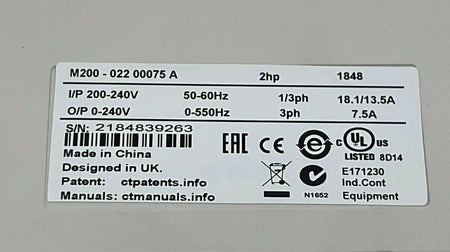 M200 - 022 00075 A 2hp 1848
I/P 200-240V 50-60Hz 1/3ph 18.1/13.5A
O/P 0-240V 0-550Hz 3ph 7.5A
S/N: 2184839263
Made in China
Designed in UK.
Patent: ctpatents.info
Manuals: ctmanuals.info
EAC CE e C UL US
LISTED 8D14
N1652
E171230
Ind.Cont
Equipment